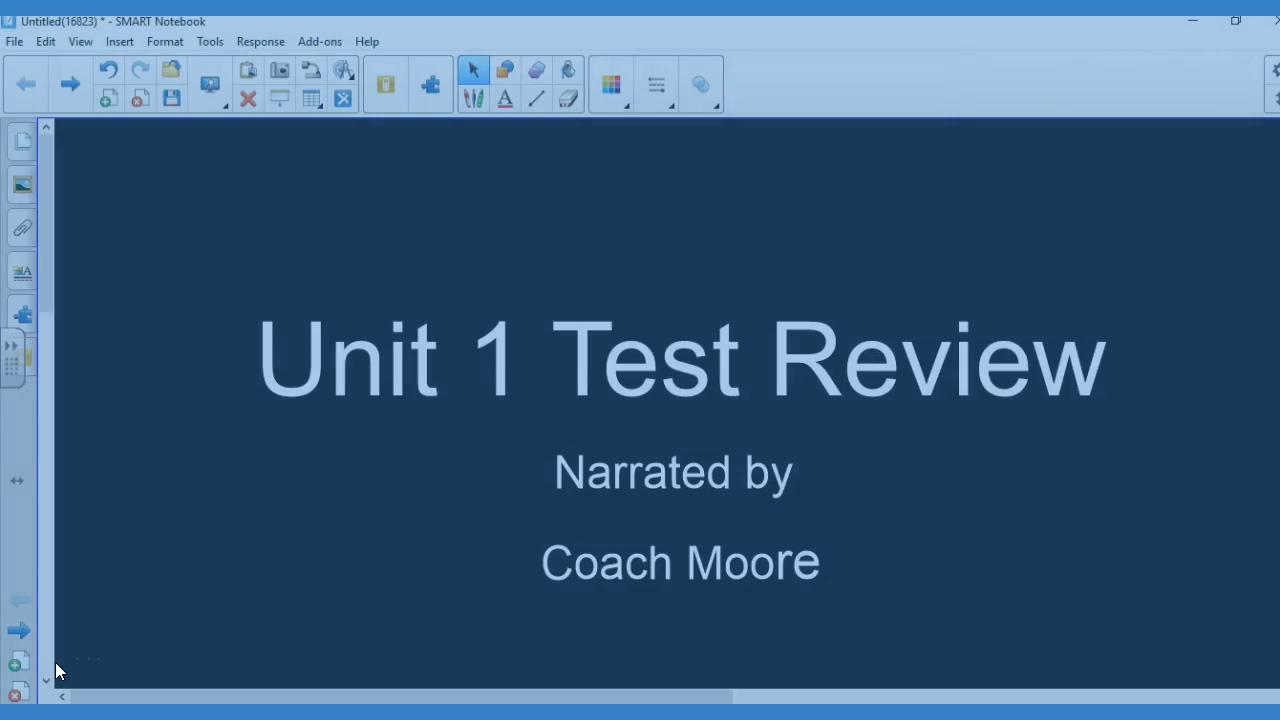 Untitled(16823) * - SMART Notebook
File Edit View Insert Format Tools Response Add-ons Help
Unit 1 Test Review
Narrated by
Coach Moore